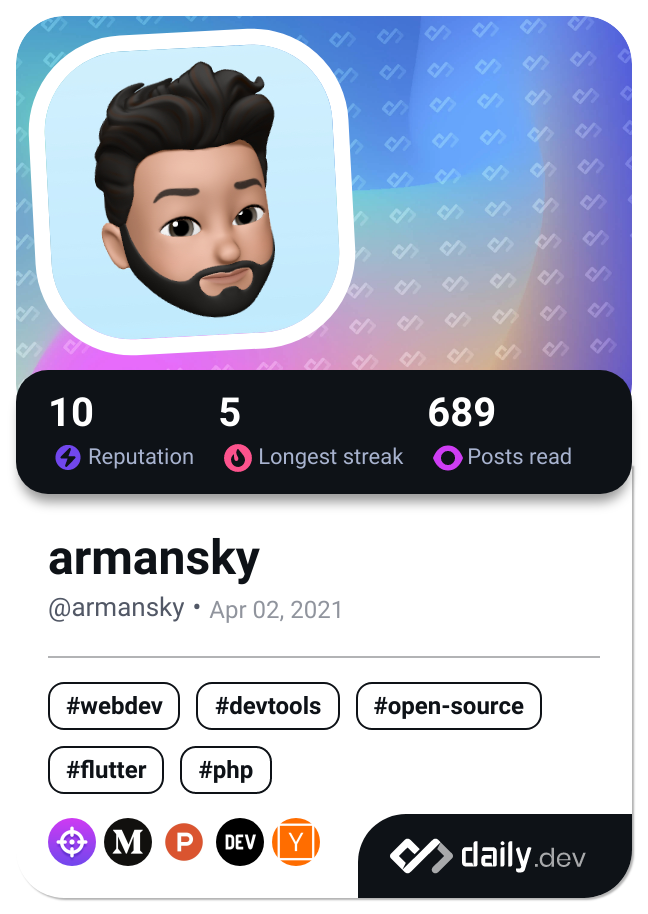 10 5 689
Reputation Longest streak Posts read
armansky
@armansky • Apr 02, 2021
#webdev #devtools #open-source
#flutter #php
M P DEV Y
daily.dev